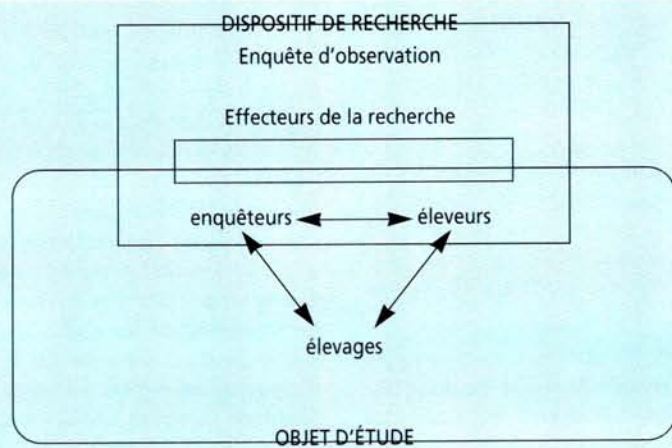 DISPOSITIF DE RECHERCHE
Enquête d'observation
Effecteurs de la recherche
enquêteurs éleveurs
élevages
OBJET D'ÉTUDE